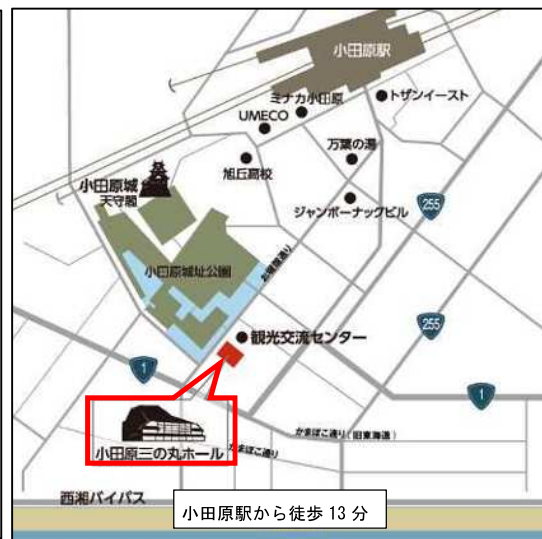 小田原駅
ミナカ小田原
トザンイースト
UMECO
万葉の湯
旭丘高校
小田原城
天守閣
ジャンボーナックビル
255
小田原城址公園
お堀端通り
255
観光交流センター
1
1
かまぼこ通り（旧東海道）
小田原三の丸ホール
かまぼこ通り
西湘バイパス
小田原駅から徒歩 13 分